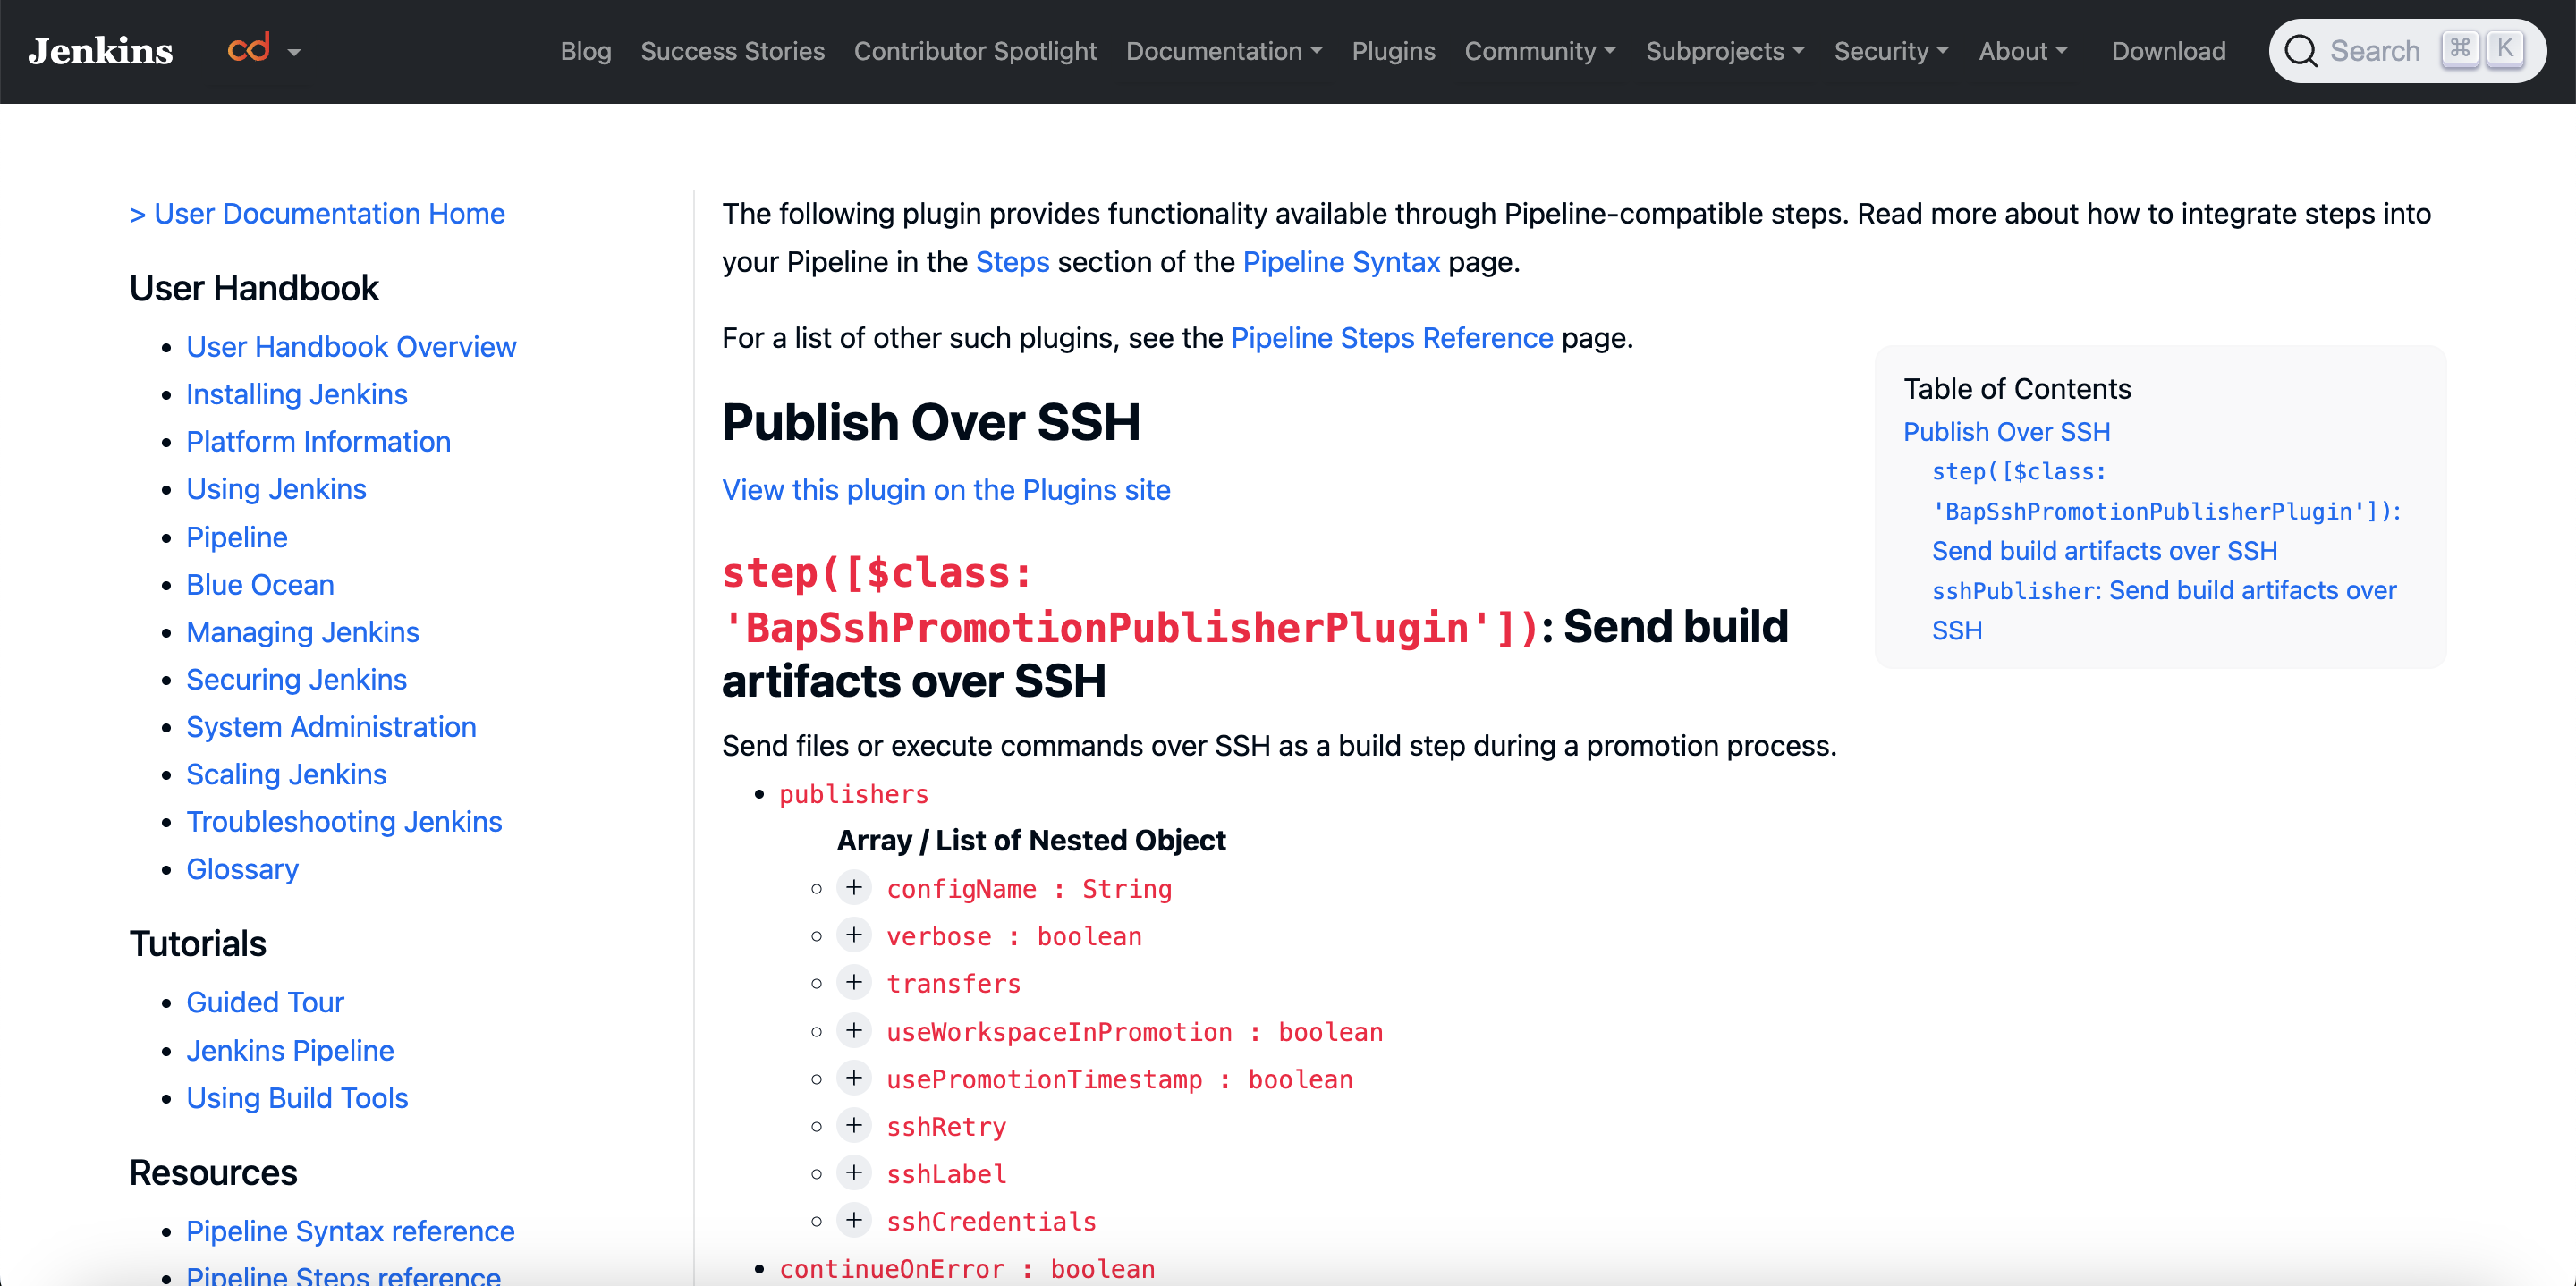 Jenkins
cd
Blog Success Stories Contributor Spotlight Documentation Plugins Community Subprojects Security About Download
Search ⌘ K
> User Documentation Home
User Handbook
User Handbook Overview
Installing Jenkins
Platform Information
Using Jenkins
Pipeline
Blue Ocean
Managing Jenkins
Securing Jenkins
System Administration
Scaling Jenkins
Troubleshooting Jenkins
Glossary
Tutorials
Guided Tour
Jenkins Pipeline
Using Build Tools
Resources
Pipeline Syntax reference
Pipeline Steps reference
The following plugin provides functionality available through Pipeline-compatible steps. Read more about how to integrate steps into
your Pipeline in the Steps section of the Pipeline Syntax page.
For a list of other such plugins, see the Pipeline Steps Reference page.
Publish Over SSH
View this plugin on the Plugins site
step([$class:
'BapSshPromotionPublisherPlugin']): Send build
artifacts over SSH
Send files or execute commands over SSH as a build step during a promotion process.
publishers
Array / List of Nested Object
+ configName : String
+ verbose : boolean
+ transfers
+ useWorkspaceInPromotion : boolean
+ usePromotionTimestamp : boolean
+ sshRetry
+ sshLabel
+ sshCredentials
continueOnError : boolean
Table of Contents
Publish Over SSH
step([$class:
'BapSshPromotionPublisherPlugin']):
Send build artifacts over SSH
sshPublisher: Send build artifacts over
SSH